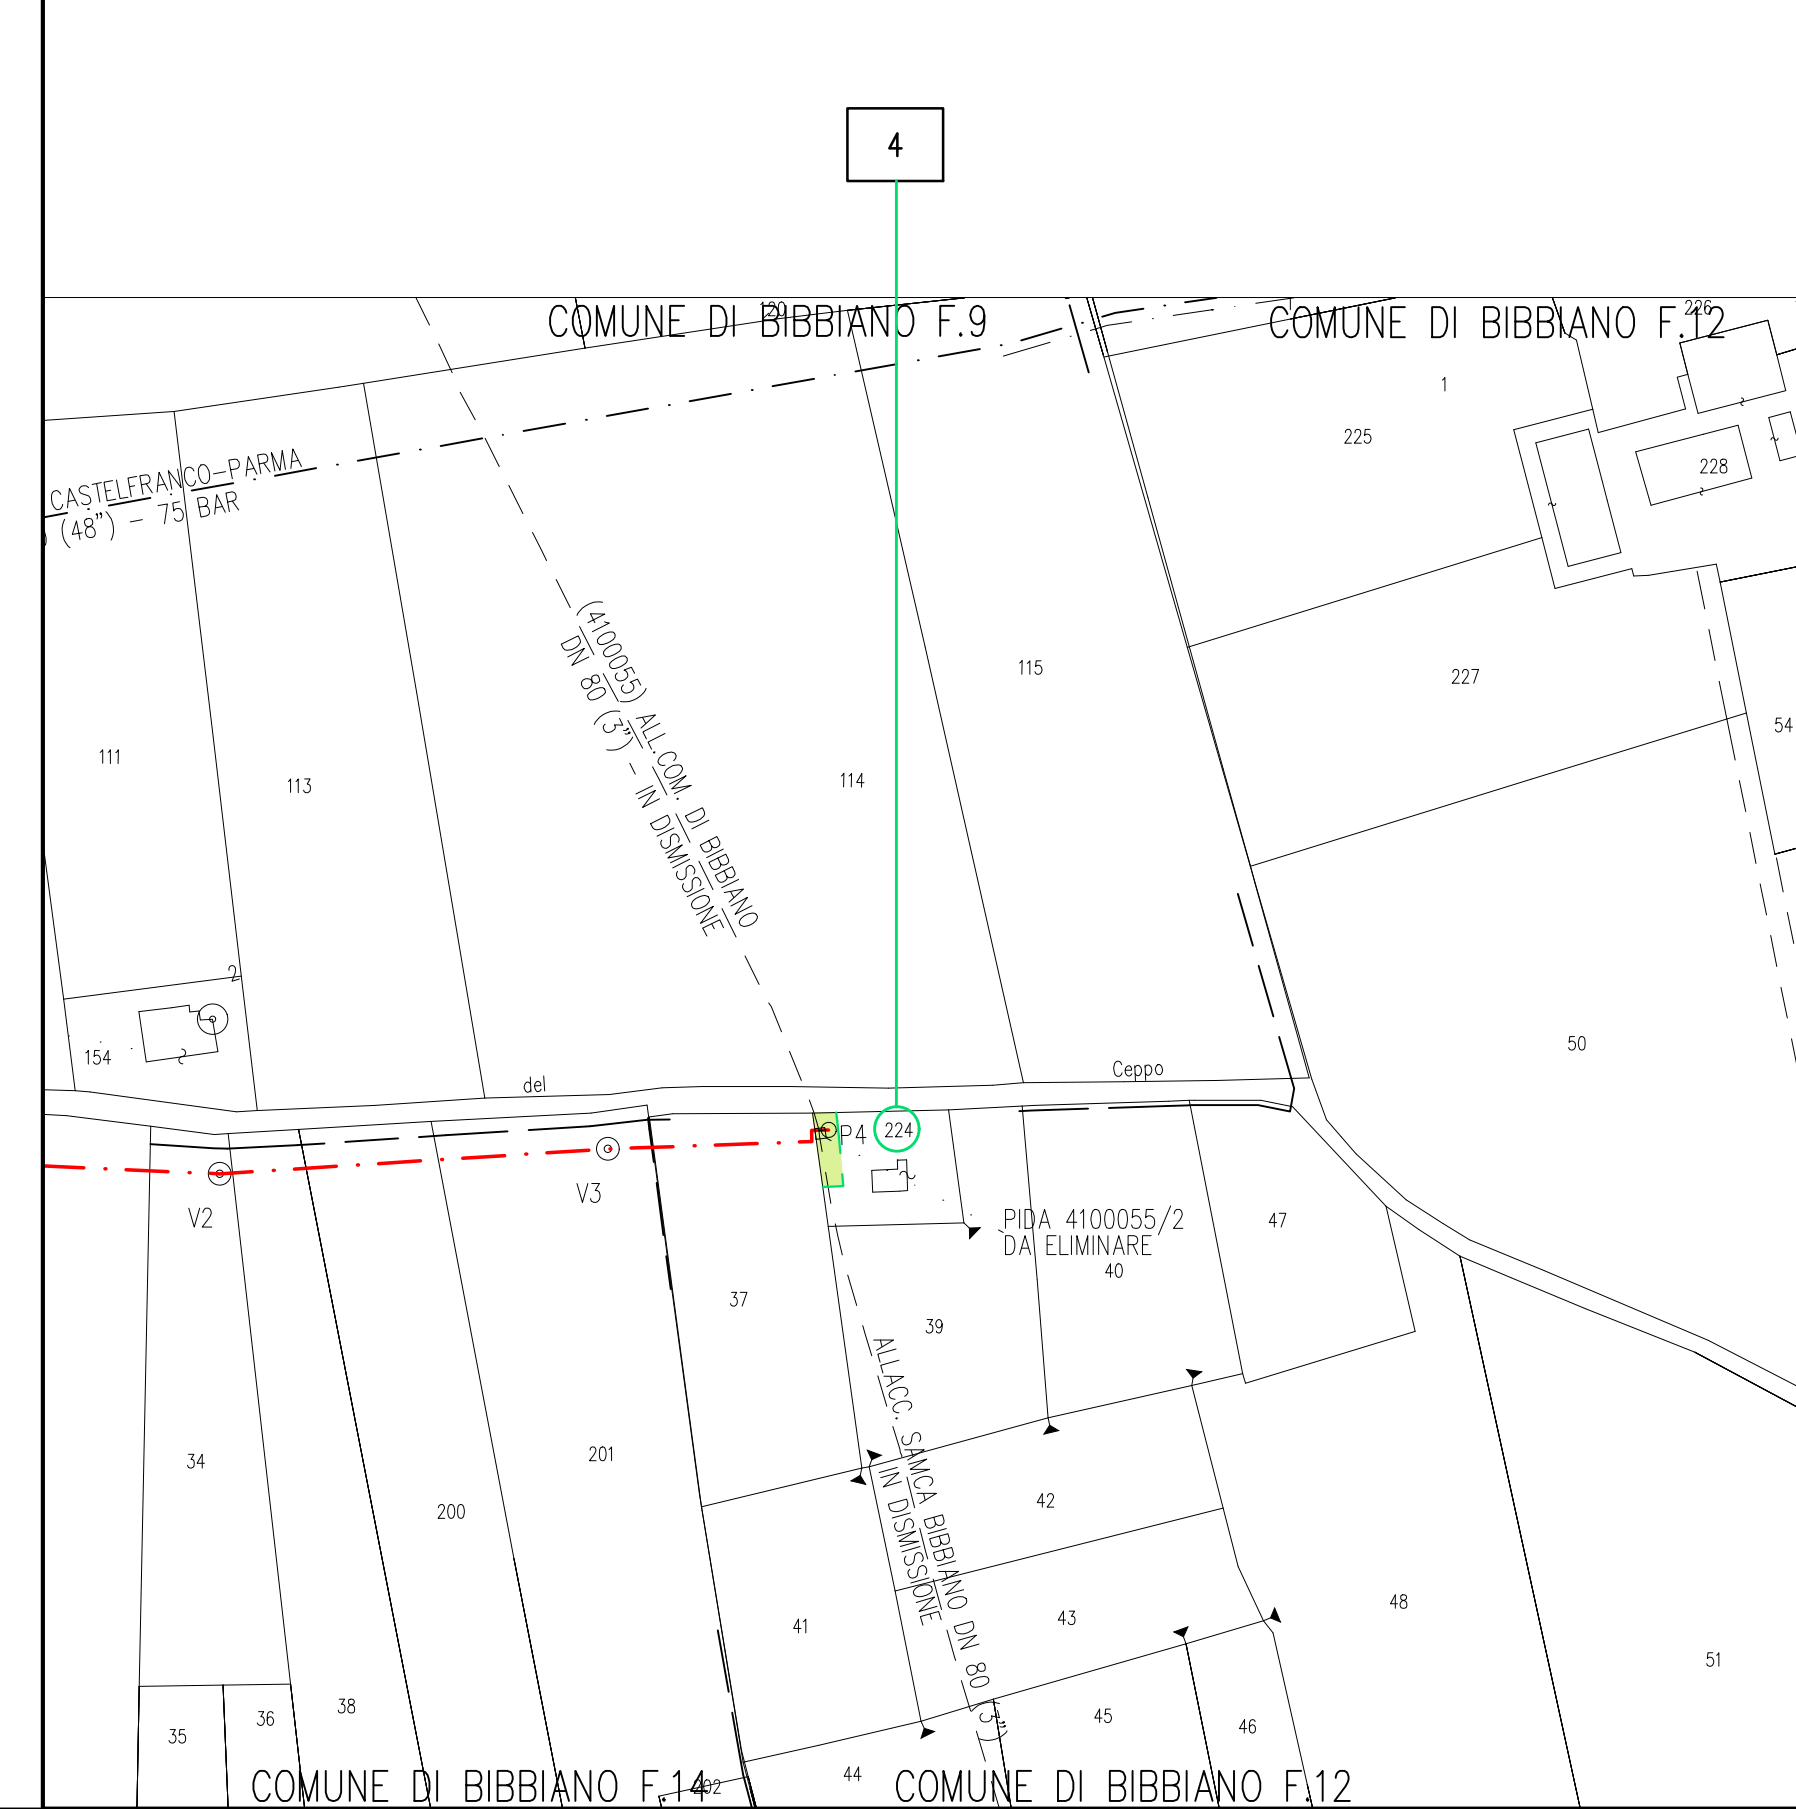 4
120
226
COMUNE DI BIBBIANO F.9
COMUNE DI BIBBIANO F.12
1
225
228
CASTELFRANCO-PARMA
(48") - 75 BAR
(4100055) ALL.COM. DI BIBBIANO
DN 80 (3") - IN DISMISSIONE
115
227
54
111
113
114
2
154
50
del
Ceppo
P4
224
V2
V3
PIDA 4100055/2
DA ELIMINARE
47
40
37
39
ALLACC. SAMCA BIBBIANO DN 80 (3")
IN DISMISSIONE
34
201
200
42
41
43
48
51
38
36
35
45
46
44
202
COMUNE DI BIBBIANO F.14
COMUNE DI BIBBIANO F.12